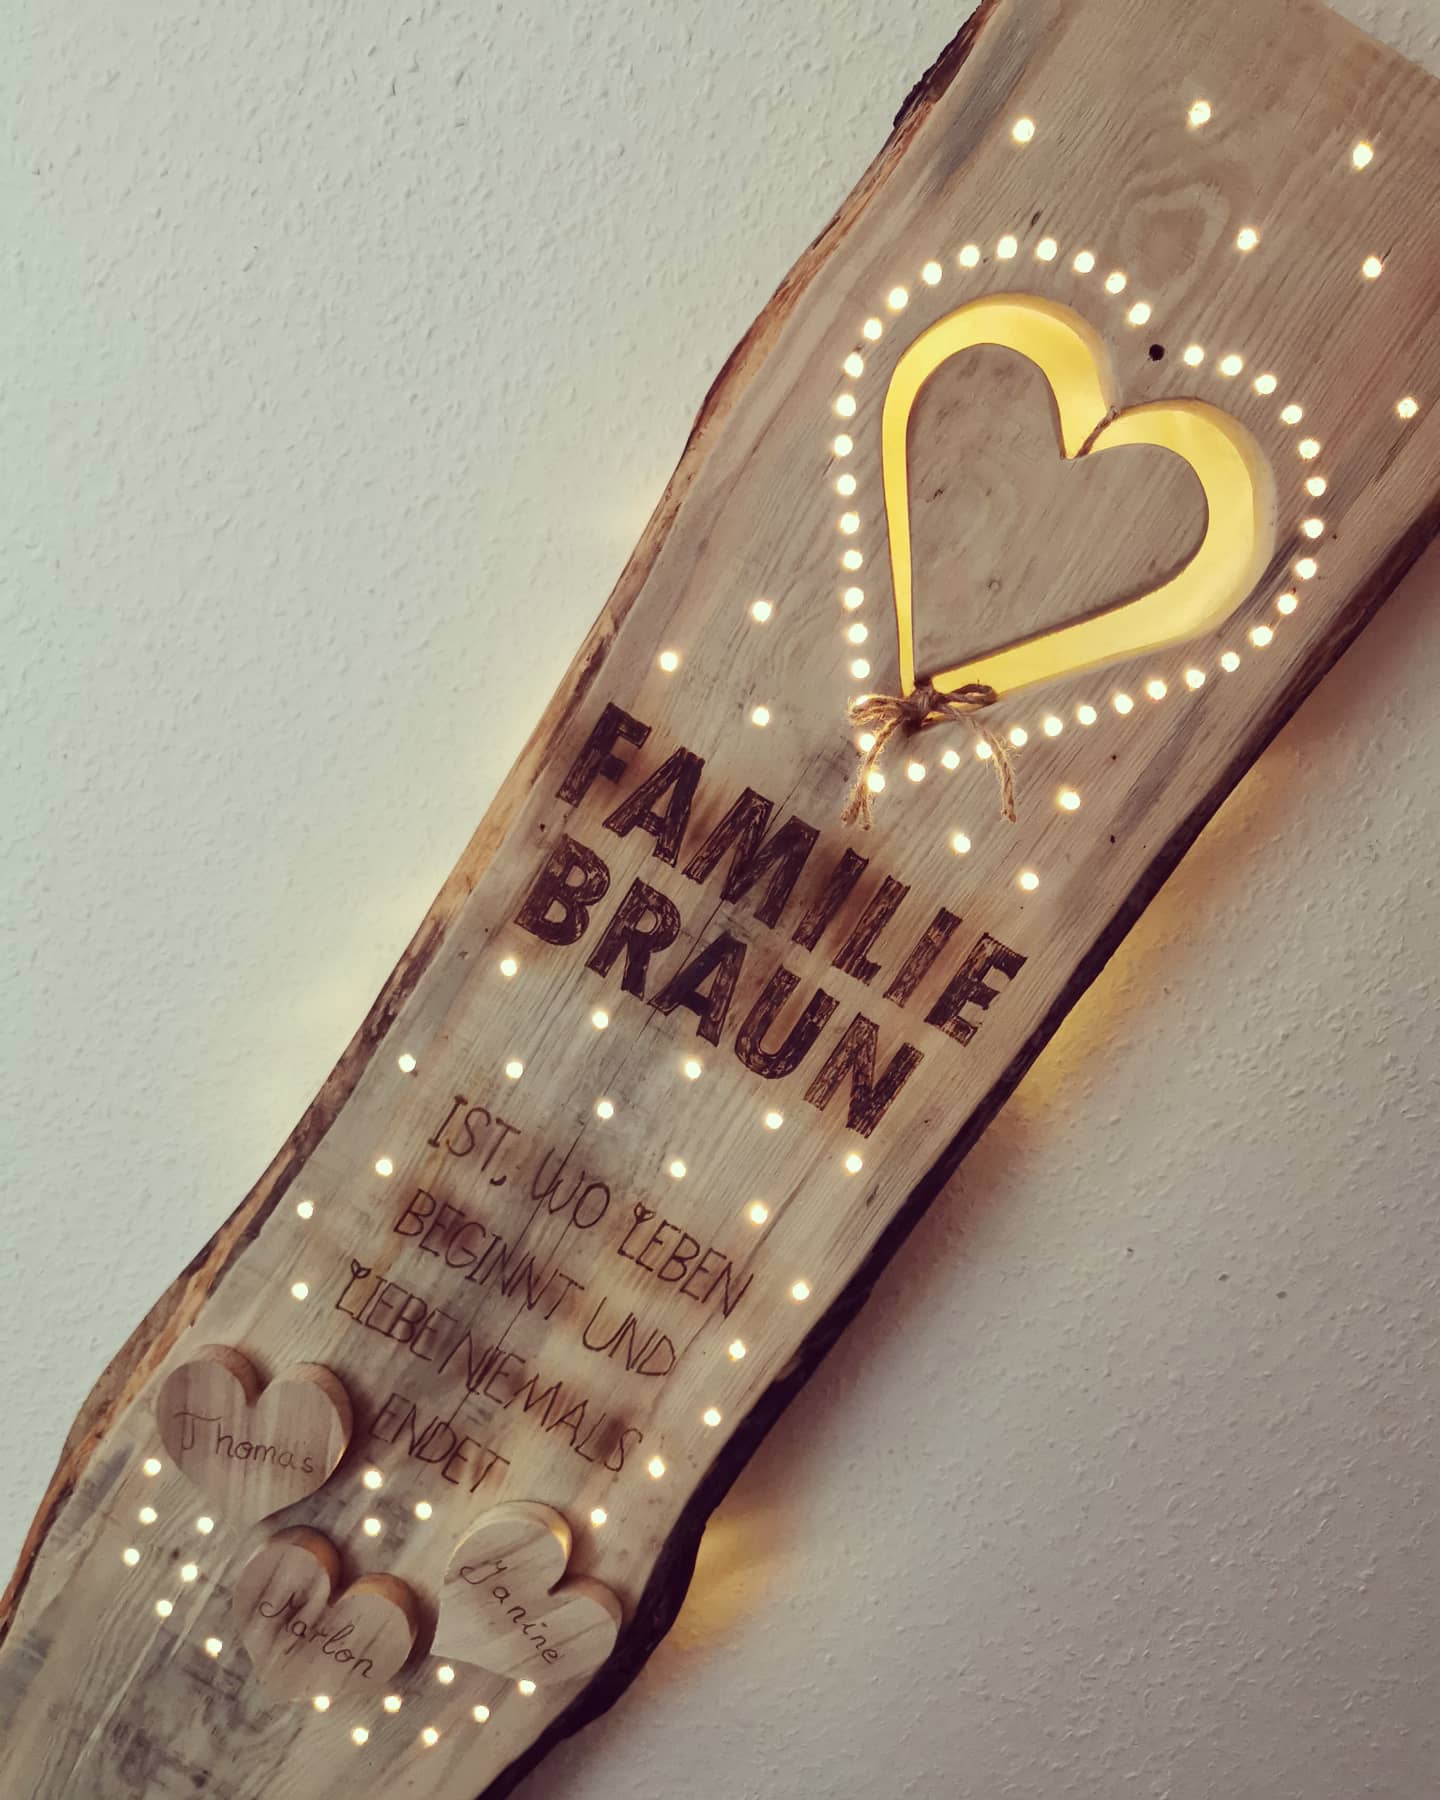 FAMILIE
BRAUN
IST, WO LEBEN
BEGINNT UND
LIEBE NIEMALS
ENDET
Thomas
Marlon
Janine